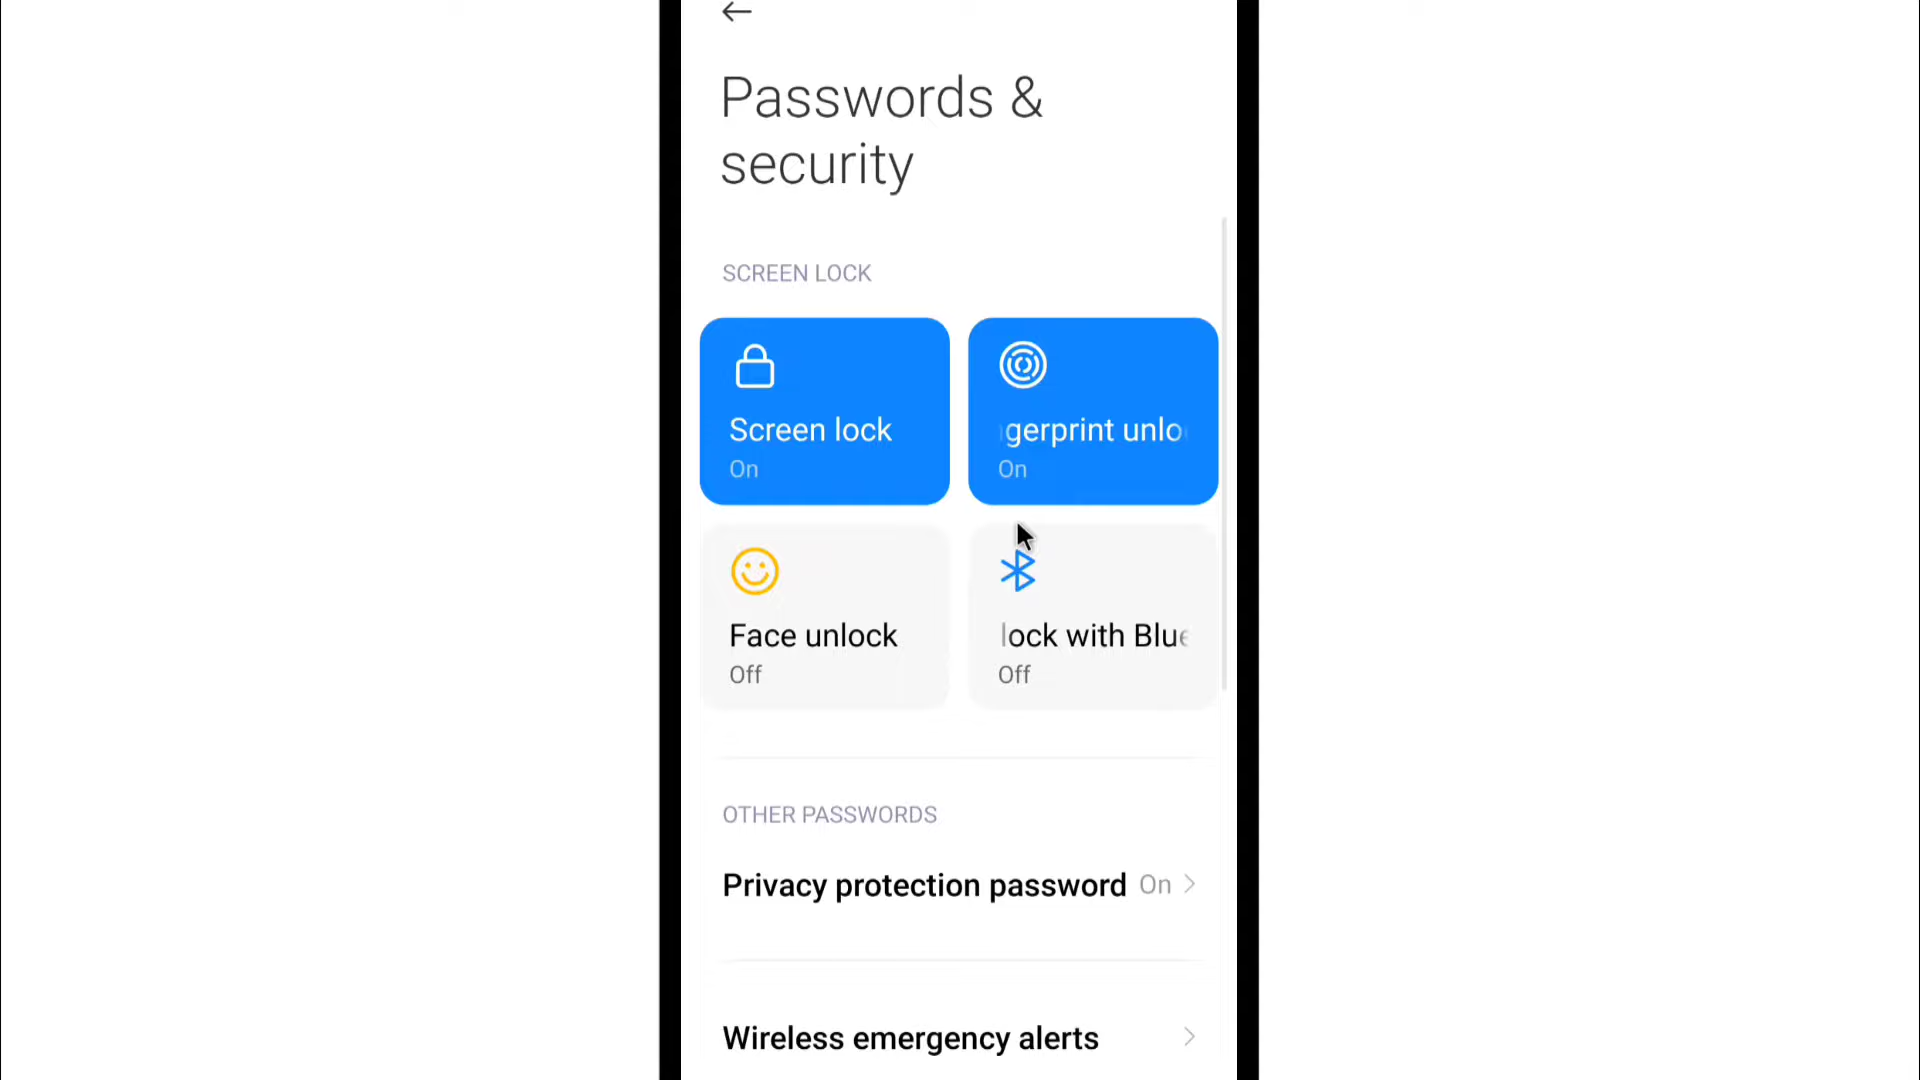 Passwords &
security
SCREEN LOCK
Screen lock
On
gerprint unlo
On
Face unlock
Off
lock with Blue
Off
OTHER PASSWORDS
Privacy protection password On
Wireless emergency alerts